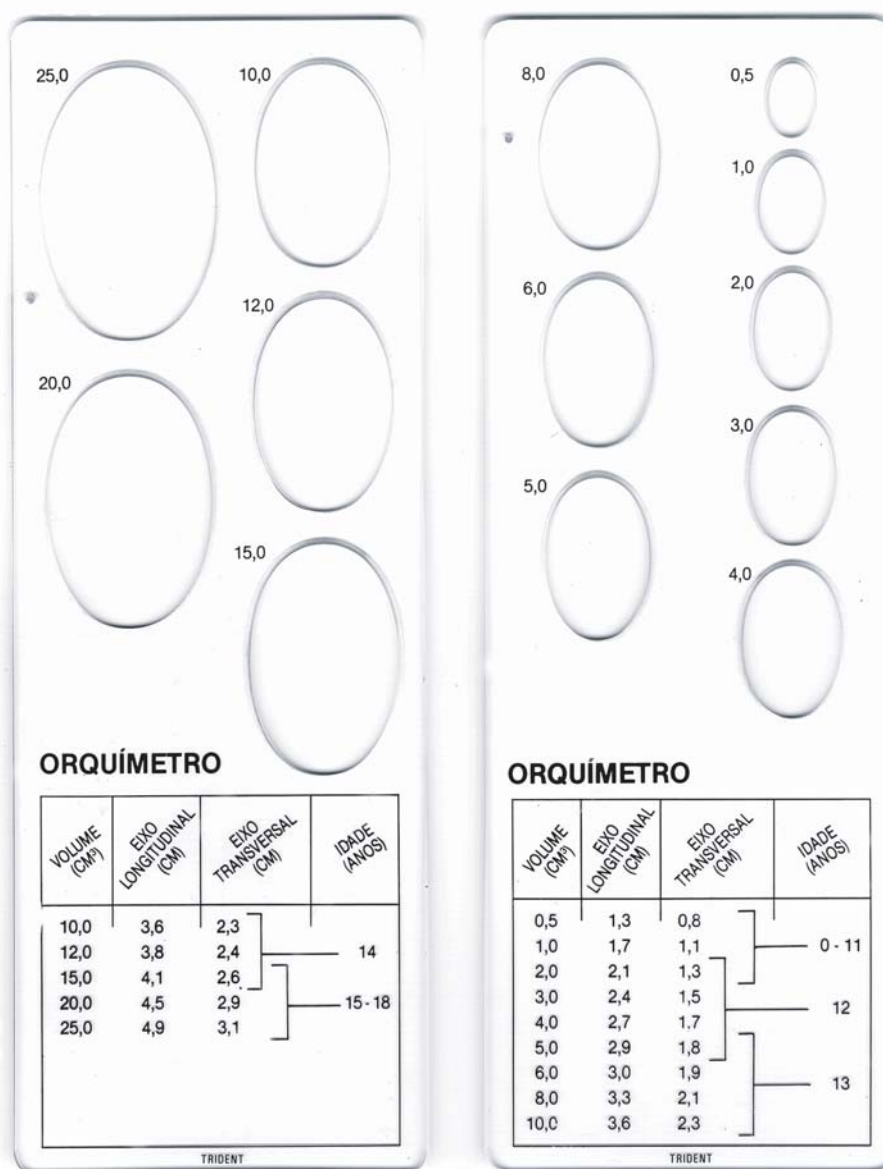 25,0
10,0
12,0
20,0
15,0
ORQUÍMETRO
VOLUME (CM³) EIXO LONGITUDINAL (CM) EIXO TRANSVERSAL (CM) IDADE (ANOS)
10,0 3,6 2,3
12,0 3,8 2,4 14
15,0 4,1 2,6
20,0 4,5 2,9 15 - 18
25,0 4,9 3,1
TRIDENT
8,0
0,5
1,0
6,0
2,0
3,0
5,0
4,0
ORQUÍMETRO
VOLUME (CM³) EIXO LONGITUDINAL (CM) EIXO TRANSVERSAL (CM) IDADE (ANOS)
0,5 1,3 0,8
1,0 1,7 1,1 0 - 11
2,0 2,1 1,3
3,0 2,4 1,5
4,0 2,7 1.7 12
5,0 2,9 1,8
6,0 3,0 1,9
8,0 3,3 2,1 13
10,0 3,6 2,3
TRIDENT